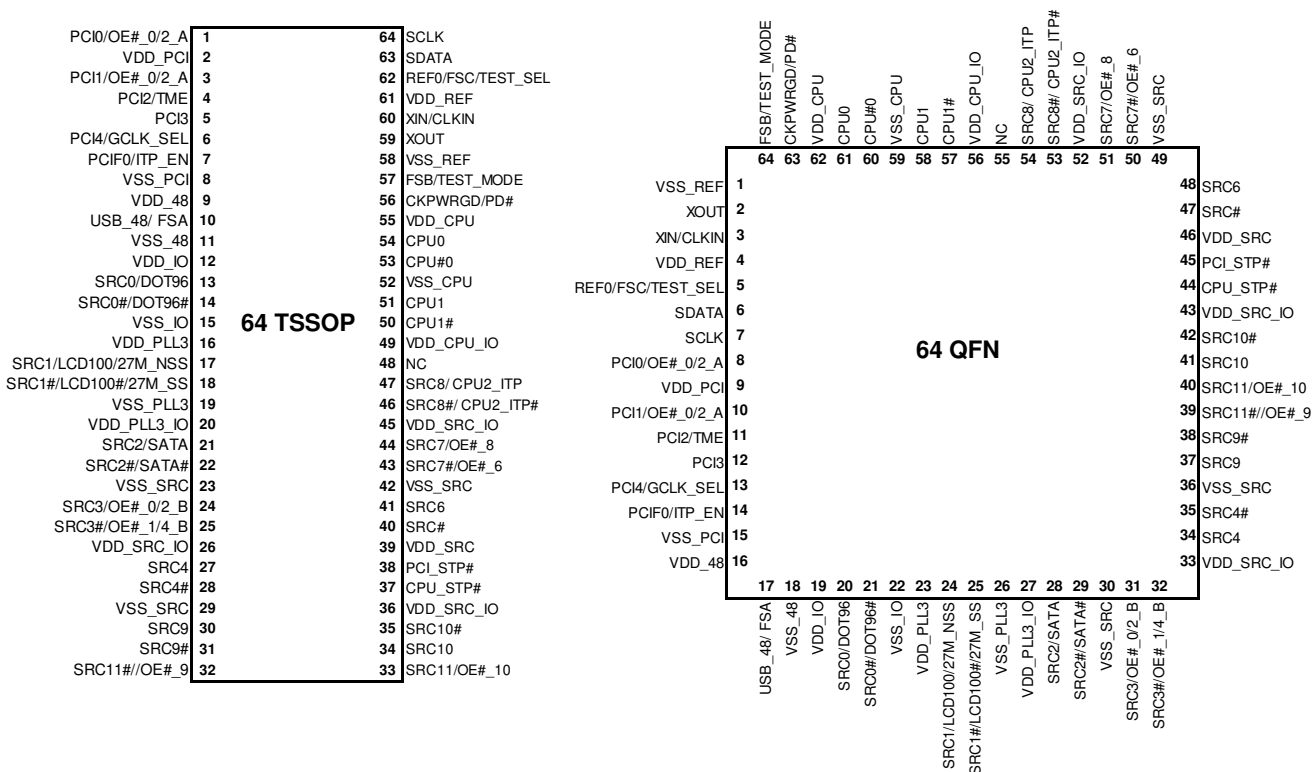 PCI0/OE#_0/2_A 1 64 SCLK
VDD_PCI 2 63 SDATA
PCI1/OE#_0/2_A 3 62 REF0/FSC/TEST_SEL
PCI2/TME 4 61 VDD_REF
PCI3 5 60 XIN/CLKIN
PCI4/GCLK_SEL 6 59 XOUT
PCIF0/ITP_EN 7 58 VSS_REF
VSS_PCI 8 57 FSB/TEST_MODE
VDD_48 9 56 CKPWRGD/PD#
USB_48/ FSA 10 55 VDD_CPU
VSS_48 11 54 CPU0
VDD_IO 12 53 CPU#0
SRC0/DOT96 13 52 VSS_CPU
SRC0#/DOT96# 14 51 CPU1
VSS_IO 15 50 CPU1#
64 TSSOP
VDD_PLL3 16 49 VDD_CPU_IO
SRC1/LCD100/27M_NSS 17 48 NC
SRC1#/LCD100#/27M_SS 18 47 SRC8/ CPU2_ITP
VSS_PLL3 19 46 SRC8#/ CPU2_ITP#
VDD_PLL3_IO 20 45 VDD_SRC_IO
SRC2/SATA 21 44 SRC7/OE#_8
SRC2#/SATA# 22 43 SRC7#/OE#_6
VSS_SRC 23 42 VSS_SRC
SRC3/OE#_0/2_B 24 41 SRC6
SRC3#/OE#_1/4_B 25 40 SRC#
VDD_SRC_IO 26 39 VDD_SRC
SRC4 27 38 PCI_STP#
SRC4# 28 37 CPU_STP#
VSS_SRC 29 36 VDD_SRC_IO
SRC9 30 35 SRC10#
SRC9# 31 34 SRC10
SRC11#//OE#_9 32 33 SRC11/OE#_10
FSB/TEST_MODE
CKPWRGD/PD#
VDD_CPU
CPU0
CPU#0
VSS_CPU
CPU1
CPU1#
VDD_CPU_IO
NC
SRC8/ CPU2_ITP
SRC8#/ CPU2_ITP#
VDD_SRC_IO
SRC7/OE#_8
SRC7#/OE#_6
VSS_SRC
64 63 62 61 60 59 58 57 56 55 54 53 52 51 50 49
VSS_REF 1 48 SRC6
XOUT 2 47 SRC#
XIN/CLKIN 3 46 VDD_SRC
VDD_REF 4 45 PCI_STP#
REF0/FSC/TEST_SEL 5 44 CPU_STP#
SDATA 6 43 VDD_SRC_IO
SCLK 7 42 SRC10#
64 QFN
PCI0/OE#_0/2_A 8 41 SRC10
VDD_PCI 9 40 SRC11/OE#_10
PCI1/OE#_0/2_A 10 39 SRC11#//OE#_9
PCI2/TME 11 38 SRC9#
PCI3 12 37 SRC9
PCI4/GCLK_SEL 13 36 VSS_SRC
PCIF0/ITP_EN 14 35 SRC4#
VSS_PCI 15 34 SRC4
VDD_48 16 33 VDD_SRC_IO
17 18 19 20 21 22 23 24 25 26 27 28 29 30 31 32
USB_48/ FSA
VSS_48
VDD_IO
SRC0/DOT96
SRC0#/DOT96#
VSS_IO
VDD_PLL3
SRC1/LCD100/27M_NSS
SRC1#/LCD100#/27M_SS
VSS_PLL3
VDD_PLL3_IO
SRC2/SATA
SRC2#/SATA#
VSS_SRC
SRC3/OE#_0/2_B
SRC3#/OE#_1/4_B